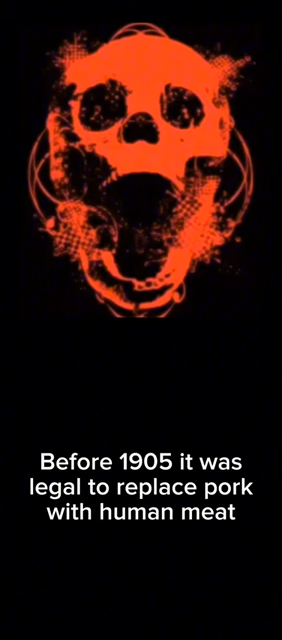 Before 1905 it was
legal to replace pork
with human meat